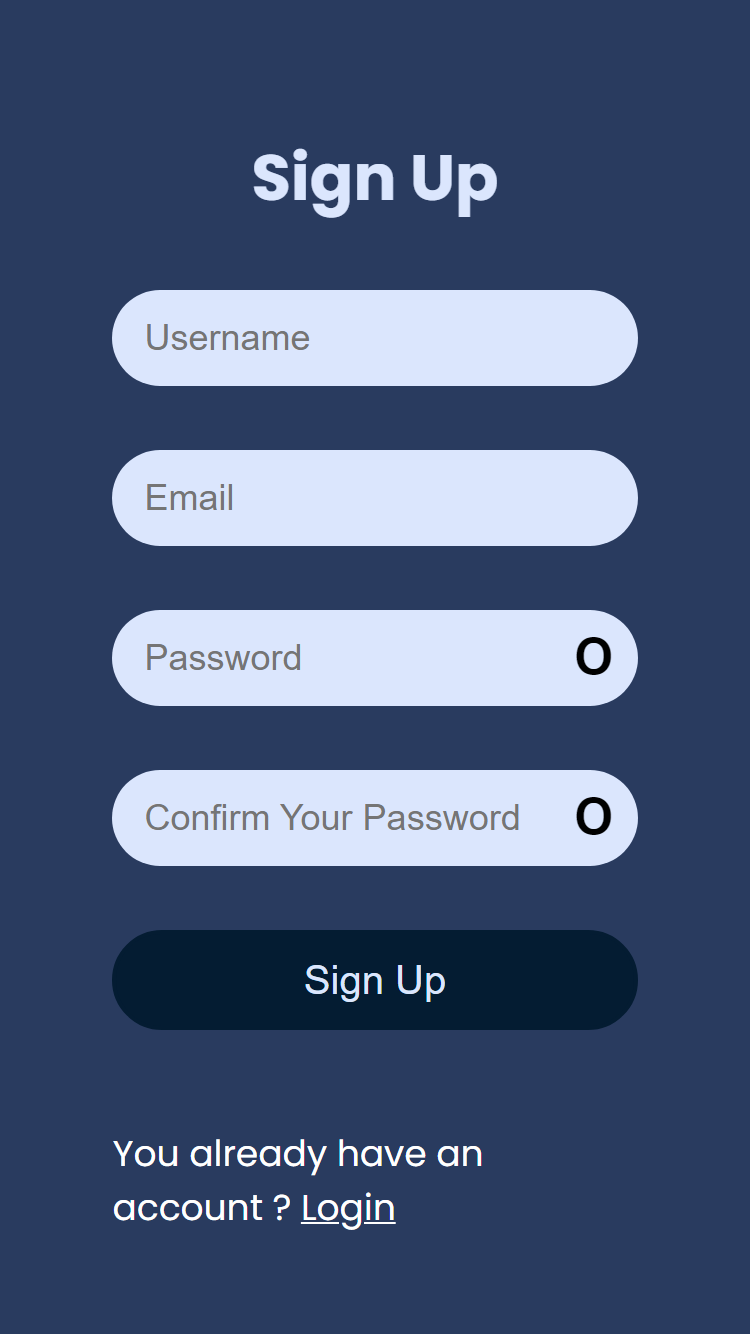 Sign Up
Username
Email
Password O
Confirm Your Password O
Sign Up
You already have an
account ? Login